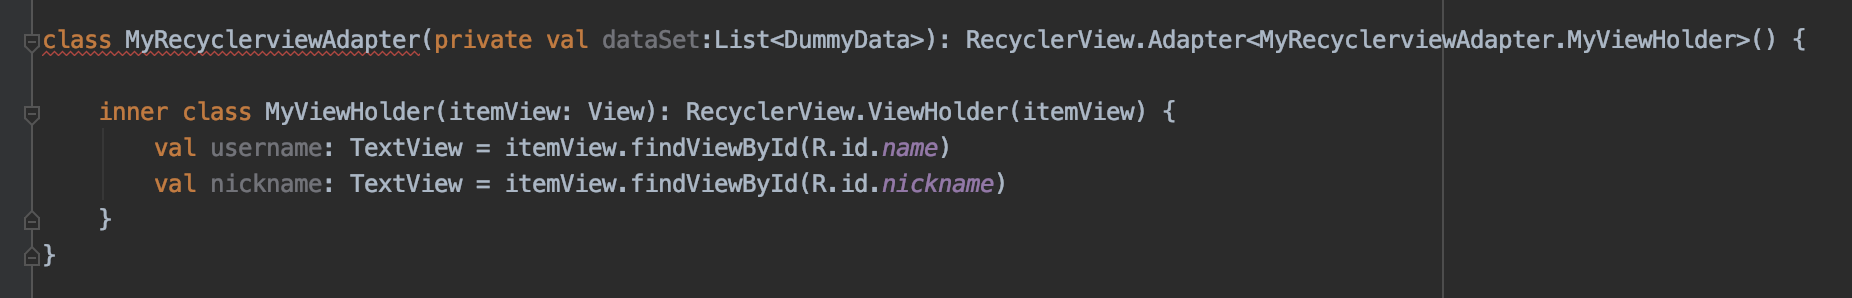 class MyRecyclerviewAdapter(private val dataSet:List<DummyData>): RecyclerView.Adapter<MyRecyclerviewAdapter.MyViewHolder>() {
inner class MyViewHolder(itemView: View): RecyclerView.ViewHolder(itemView) {
val username: TextView = itemView.findViewById(R.id.name)
val nickname: TextView = itemView.findViewById(R.id.nickname)
}
}